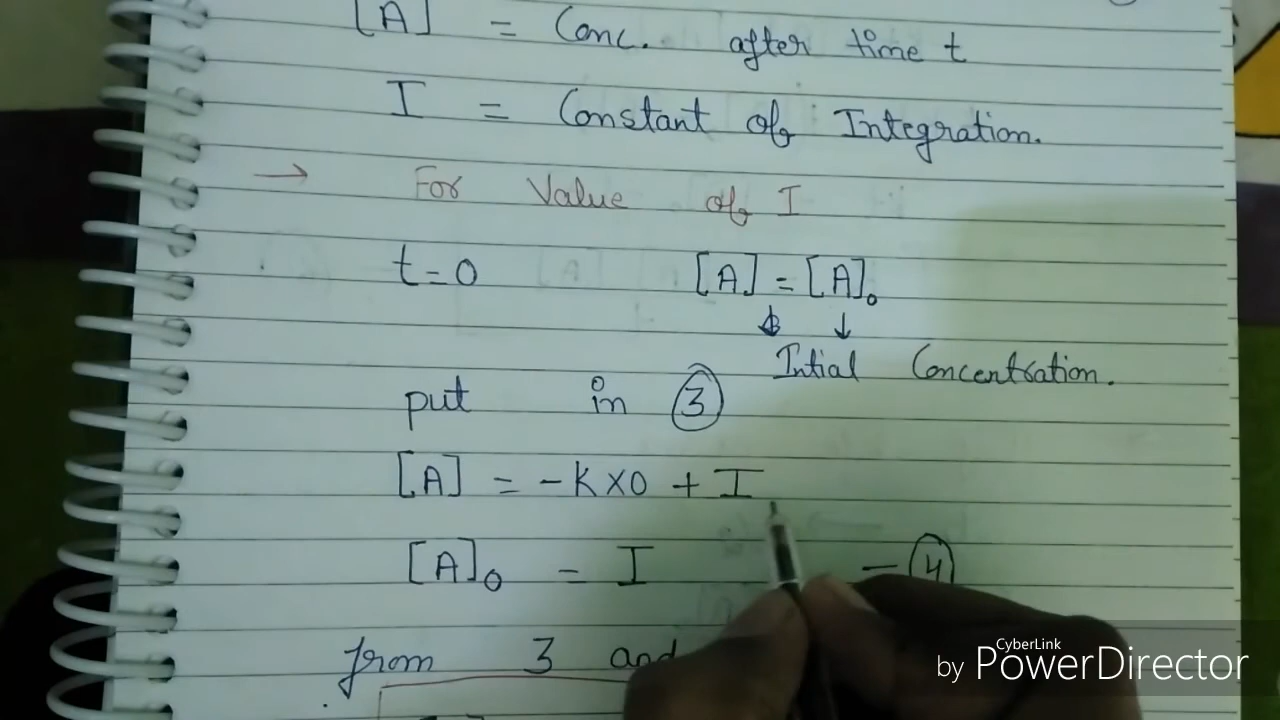 [A] = Conc. after time t
I = Constant of Integration.
→ For Value of I
t = 0 [A] = [A]₀
↓ ↓
Intial Concentration.
put in ③
[A] = -K×0 + I
[A]₀ = I - ④
from 3 and
CyberLink
by PowerDirector